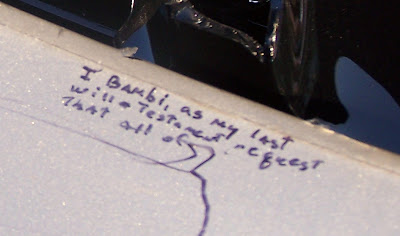 I BAMBi, as my last
will + Testament request
That all of